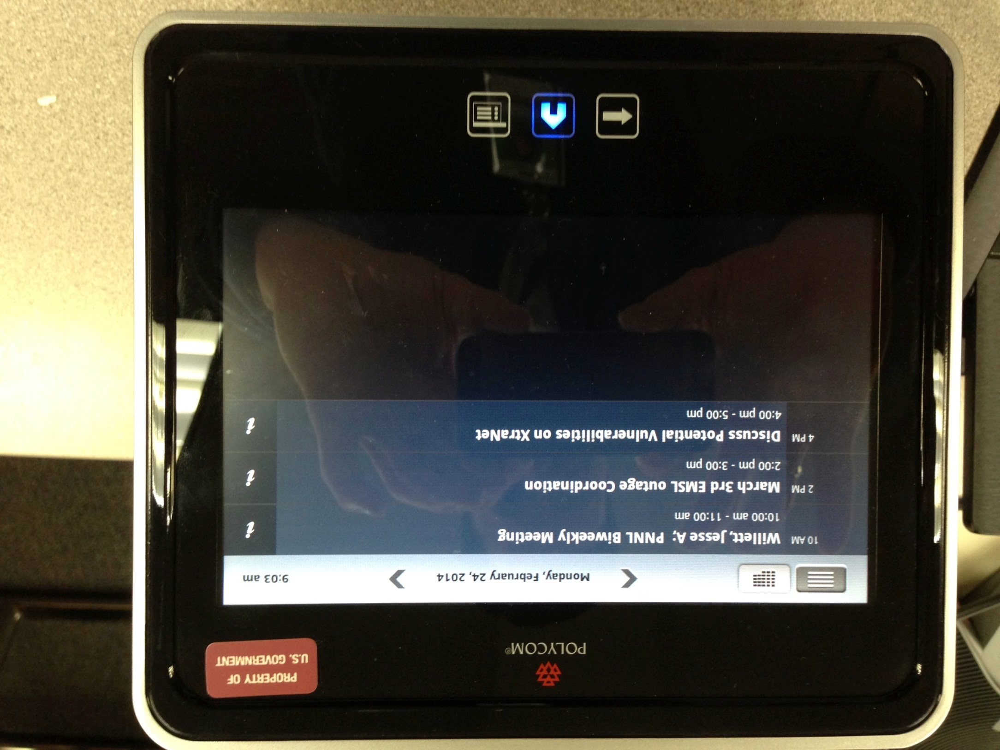 PROPERTY OF
U.S. GOVERNMENT
POLYCOM®
Monday, February 24, 2014
9:03 am
10 AM
Willett, Jesse A;  PNNL Biweekly Meeting
10:00 am - 11:00 am
i
2 PM
March 3rd EMSL outage Coordination
2:00 pm - 3:00 pm
i
4 PM
Discuss Potential Vulnerabilities on XtraNet
4:00 pm - 5:00 pm
i